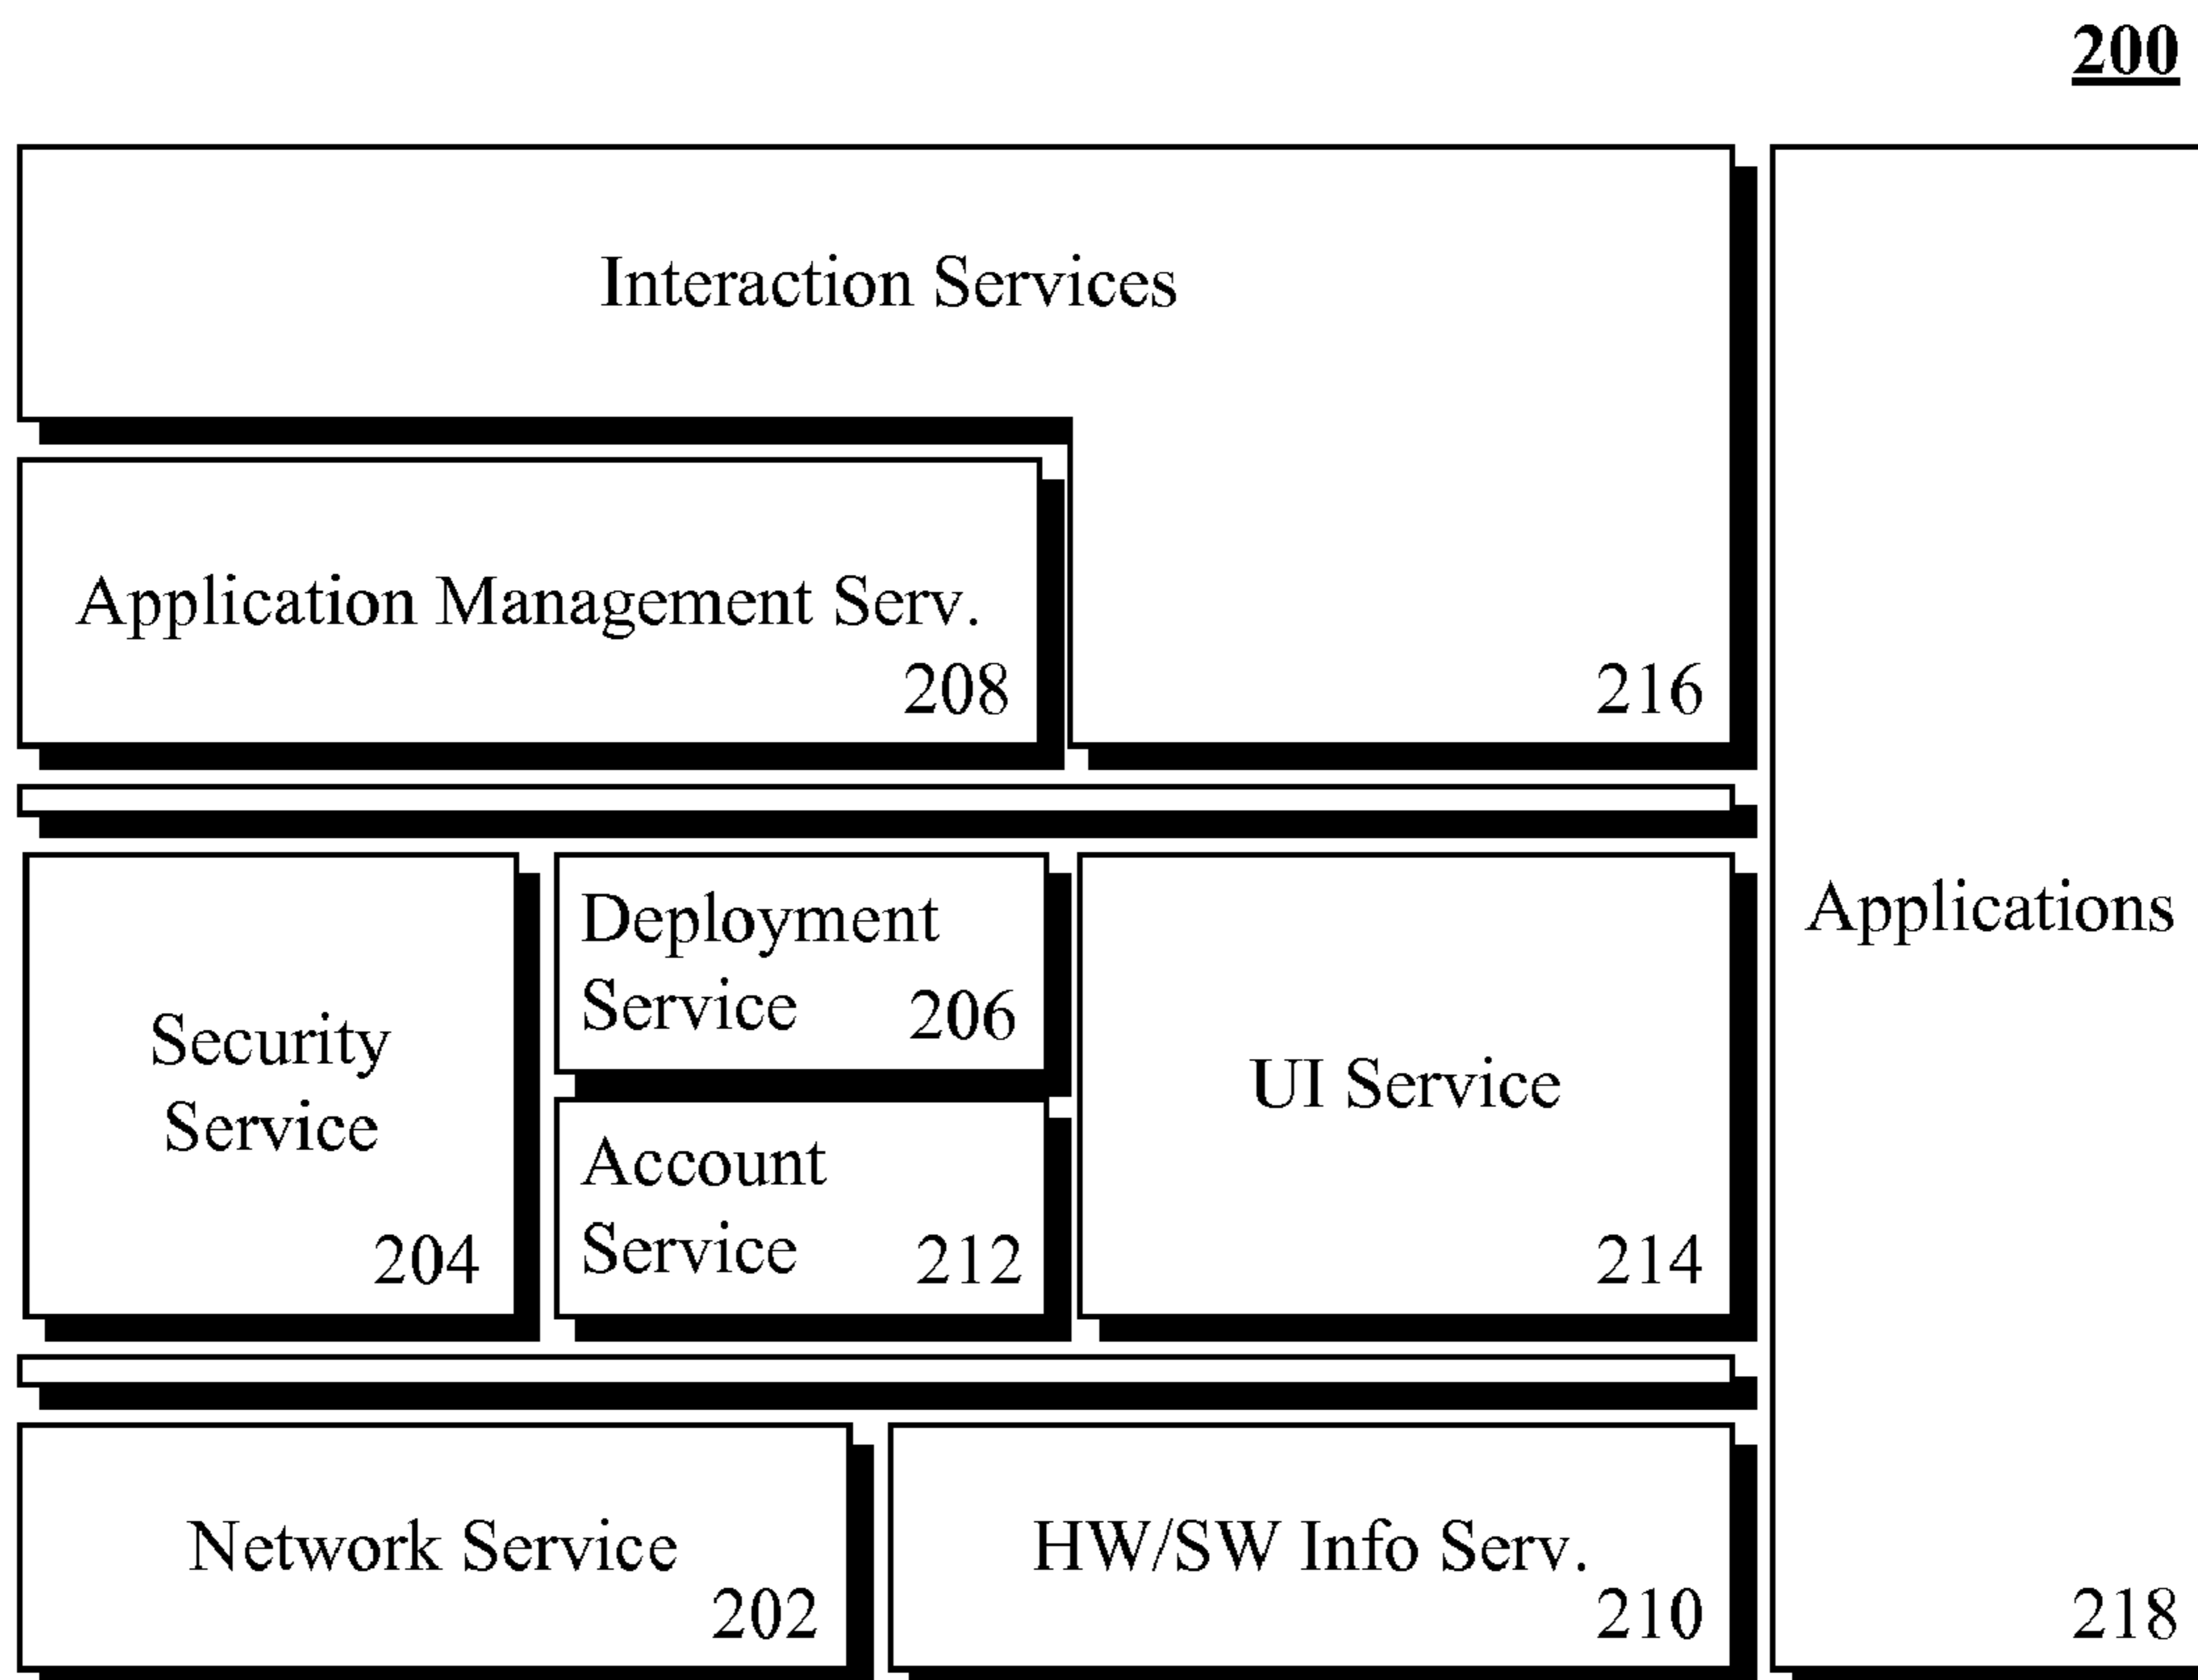 200
Interaction Services
216
Application Management Serv.
208
Security
Service
204
Deployment
Service 206
Account
Service 212
UI Service
214
Network Service
202
HW/SW Info Serv.
210
Applications
218